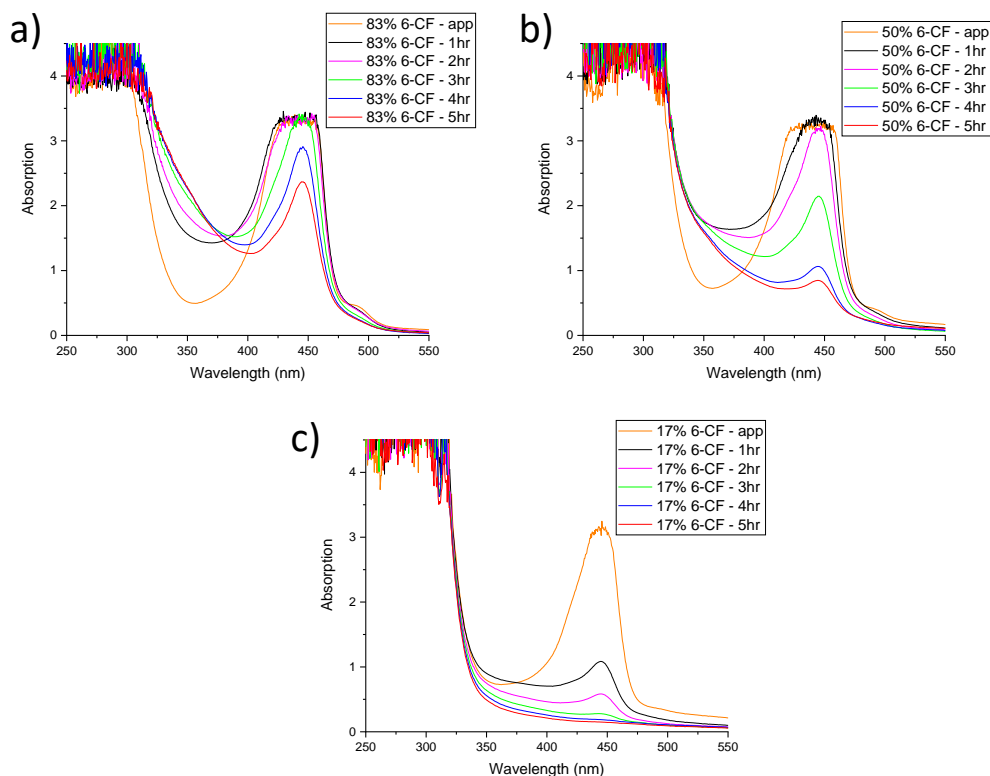 a)
83% 6-CF - app
83% 6-CF - 1hr
83% 6-CF - 2hr
83% 6-CF - 3hr
83% 6-CF - 4hr
83% 6-CF - 5hr
4
3
2
1
0
Absorption
250 300 350 400 450 500 550
Wavelength (nm)
b)
50% 6-CF - app
50% 6-CF - 1hr
50% 6-CF - 2hr
50% 6-CF - 3hr
50% 6-CF - 4hr
50% 6-CF - 5hr
4
3
2
1
0
Absorption
250 300 350 400 450 500 550
Wavelength (nm)
c)
17% 6-CF - app
17% 6-CF - 1hr
17% 6-CF - 2hr
17% 6-CF - 3hr
17% 6-CF - 4hr
17% 6-CF - 5hr
4
3
2
1
0
Absorption
250 300 350 400 450 500 550
Wavelength (nm)